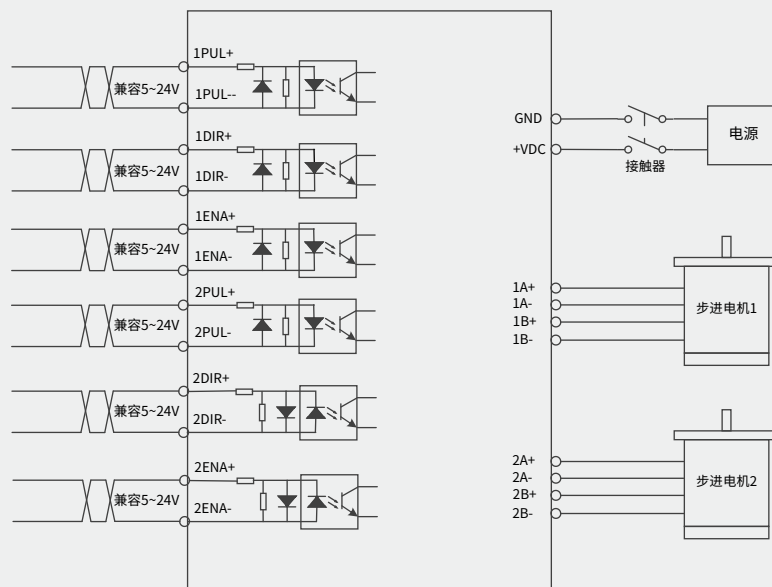 1PUL+
兼容5~24V
1PUL--
1DIR+
兼容5~24V
1DIR-
1ENA+
兼容5~24V
1ENA-
2PUL+
兼容5~24V
2PUL-
2DIR+
兼容5~24V
2DIR-
2ENA+
兼容5~24V
2ENA-
GND
+VDC
接触器
电源
1A+
1A-
1B+
1B-
步进电机1
2A+
2A-
2B+
2B-
步进电机2